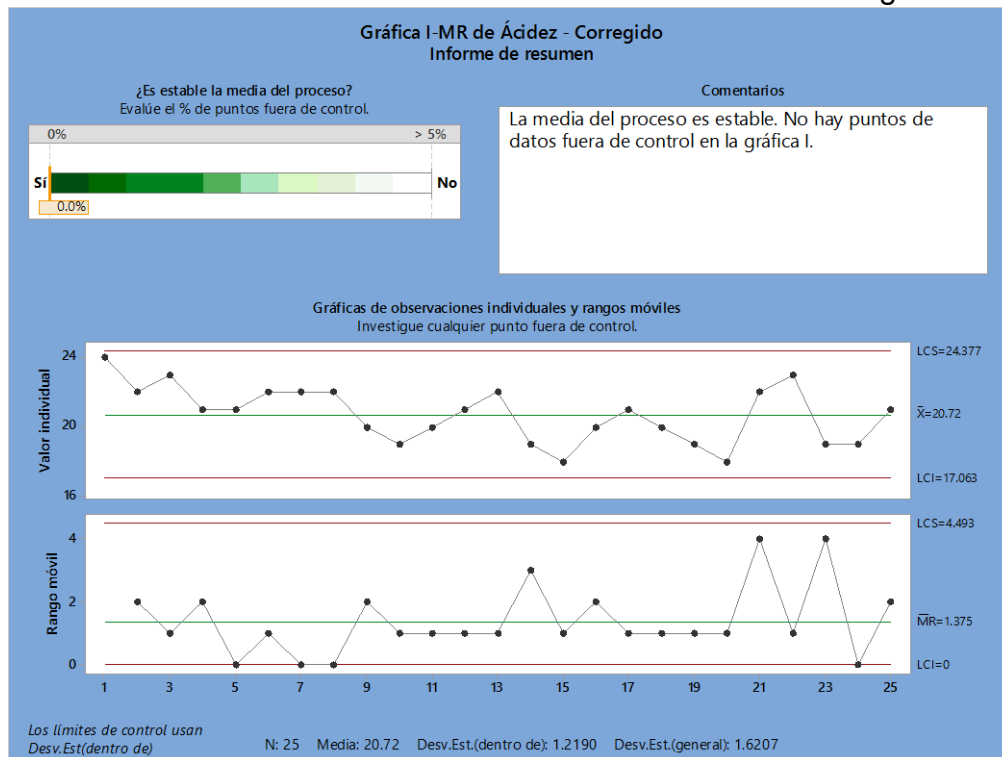 Gráfica I-MR de Ácidez - Corregido
Informe de resumen
¿Es estable la media del proceso?
Evalúe el % de puntos fuera de control.
0%
> 5%
Sí
No
0.0%
Comentarios
La media del proceso es estable. No hay puntos de
datos fuera de control en la gráfica I.
Gráficas de observaciones individuales y rangos móviles
Investigue cualquier punto fuera de control.
Valor individual
24
20
16
LCS=24.377
X̄=20.72
LCI=17.063
Rango móvil
4
2
0
LCS=4.493
M̅R̅=1.375
LCI=0
1 3 5 7 9 11 13 15 17 19 21 23 25
Los límites de control usan
Desv.Est(dentro de)
N: 25 Media: 20.72 Desv.Est.(dentro de): 1.2190 Desv.Est.(general): 1.6207